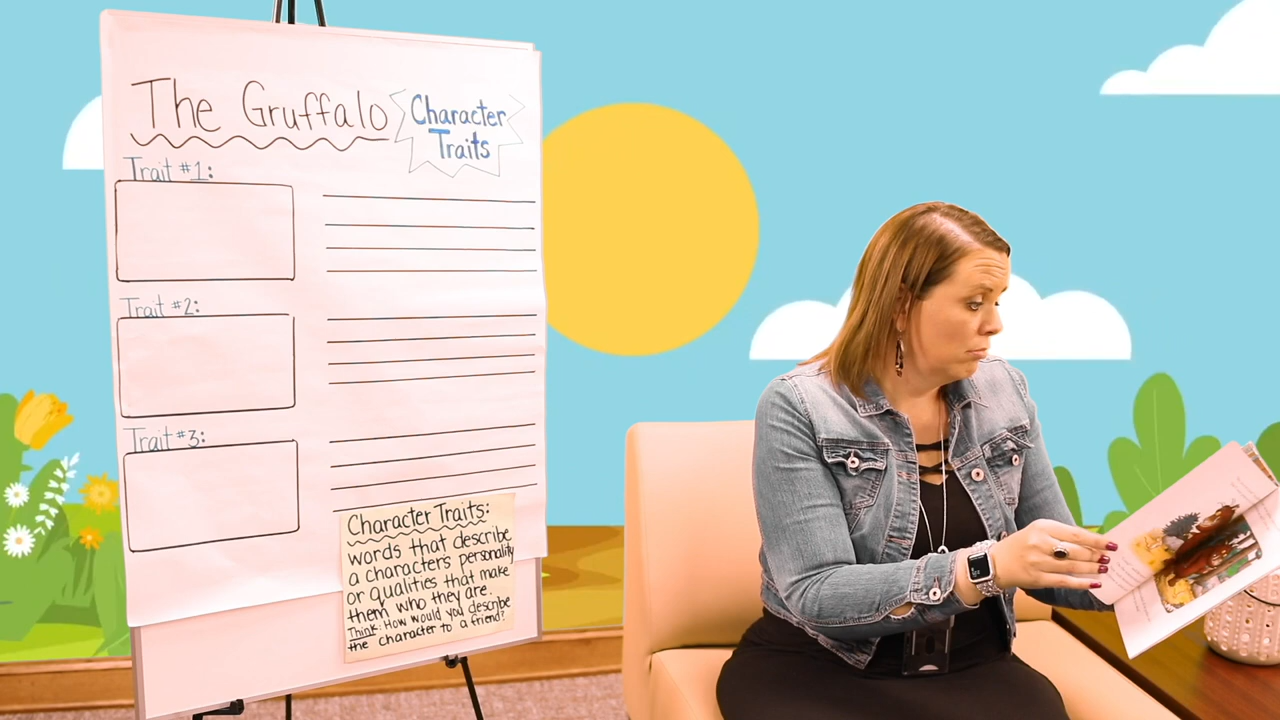 The Gruffalo
Character
Traits
Trait #1:
Trait #2:
Trait #3:
Character Traits:
words that describe
a characters personality
or qualities that make
them who they are.
Think: How would you describe
the character to a friend?